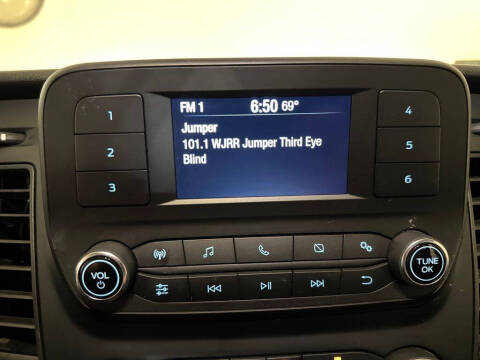 FM 1 6:50 69°
1
2
3
Jumper
101.1 WJRR Jumper Third Eye
Blind
4
5
6
VOL
TUNE
OK